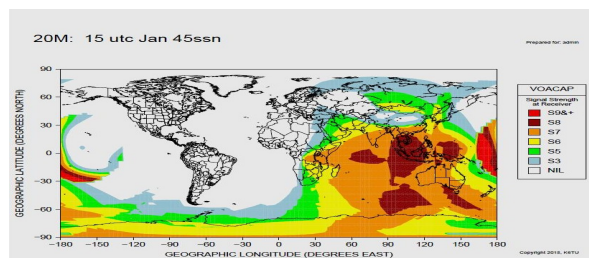 20M: 15 utc Jan 45ssn
Prepared for: admin
GEOGRAPHIC LATITUDE (DEGREES NORTH)
90
60
30
0
−30
−60
−90
−180 −150 −120 −90 −60 −30 0 30 60 90 120 150 180
GEOGRAPHIC LONGITUDE (DEGREES EAST)
VOACAP
Signal Strength
at Receiver
S9&+
S8
S7
S6
S5
S3
NIL
Copyright 2015, K6TU